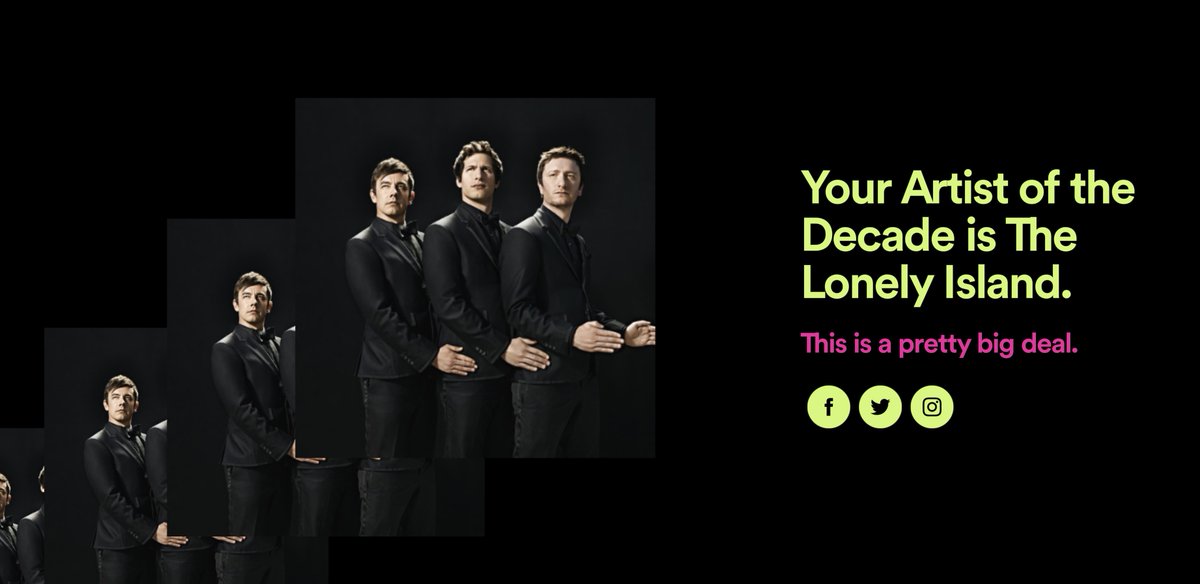 Your Artist of the
Decade is The
Lonely Island.
This is a pretty big deal.